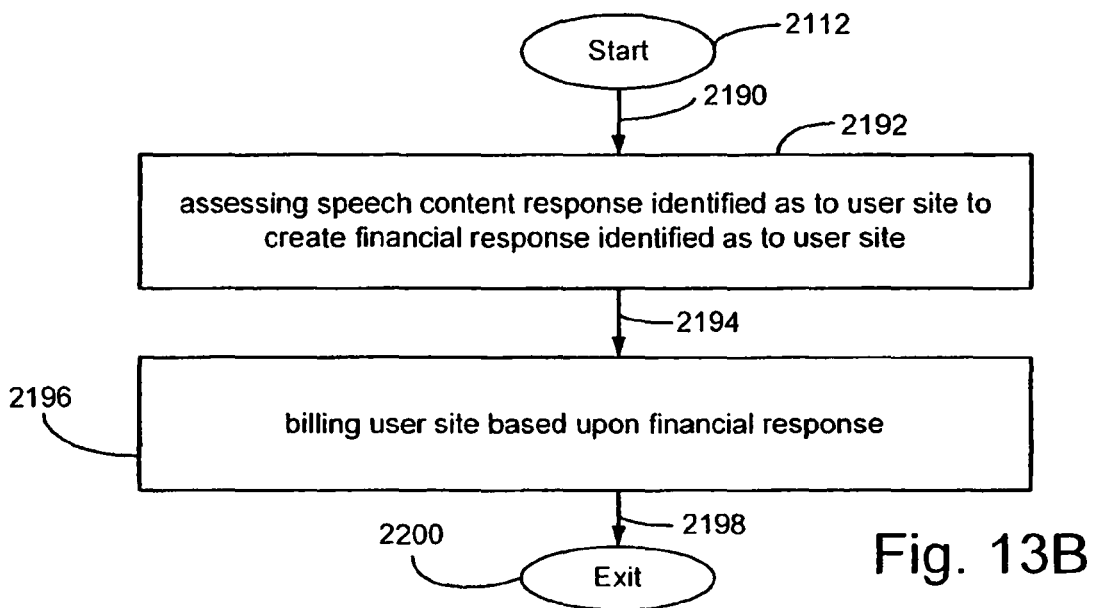 Start
2112
2190
2192
assessing speech content response identified as to user site to
create financial response identified as to user site
2194
2196
billing user site based upon financial response
2198
2200
Exit
Fig. 13B